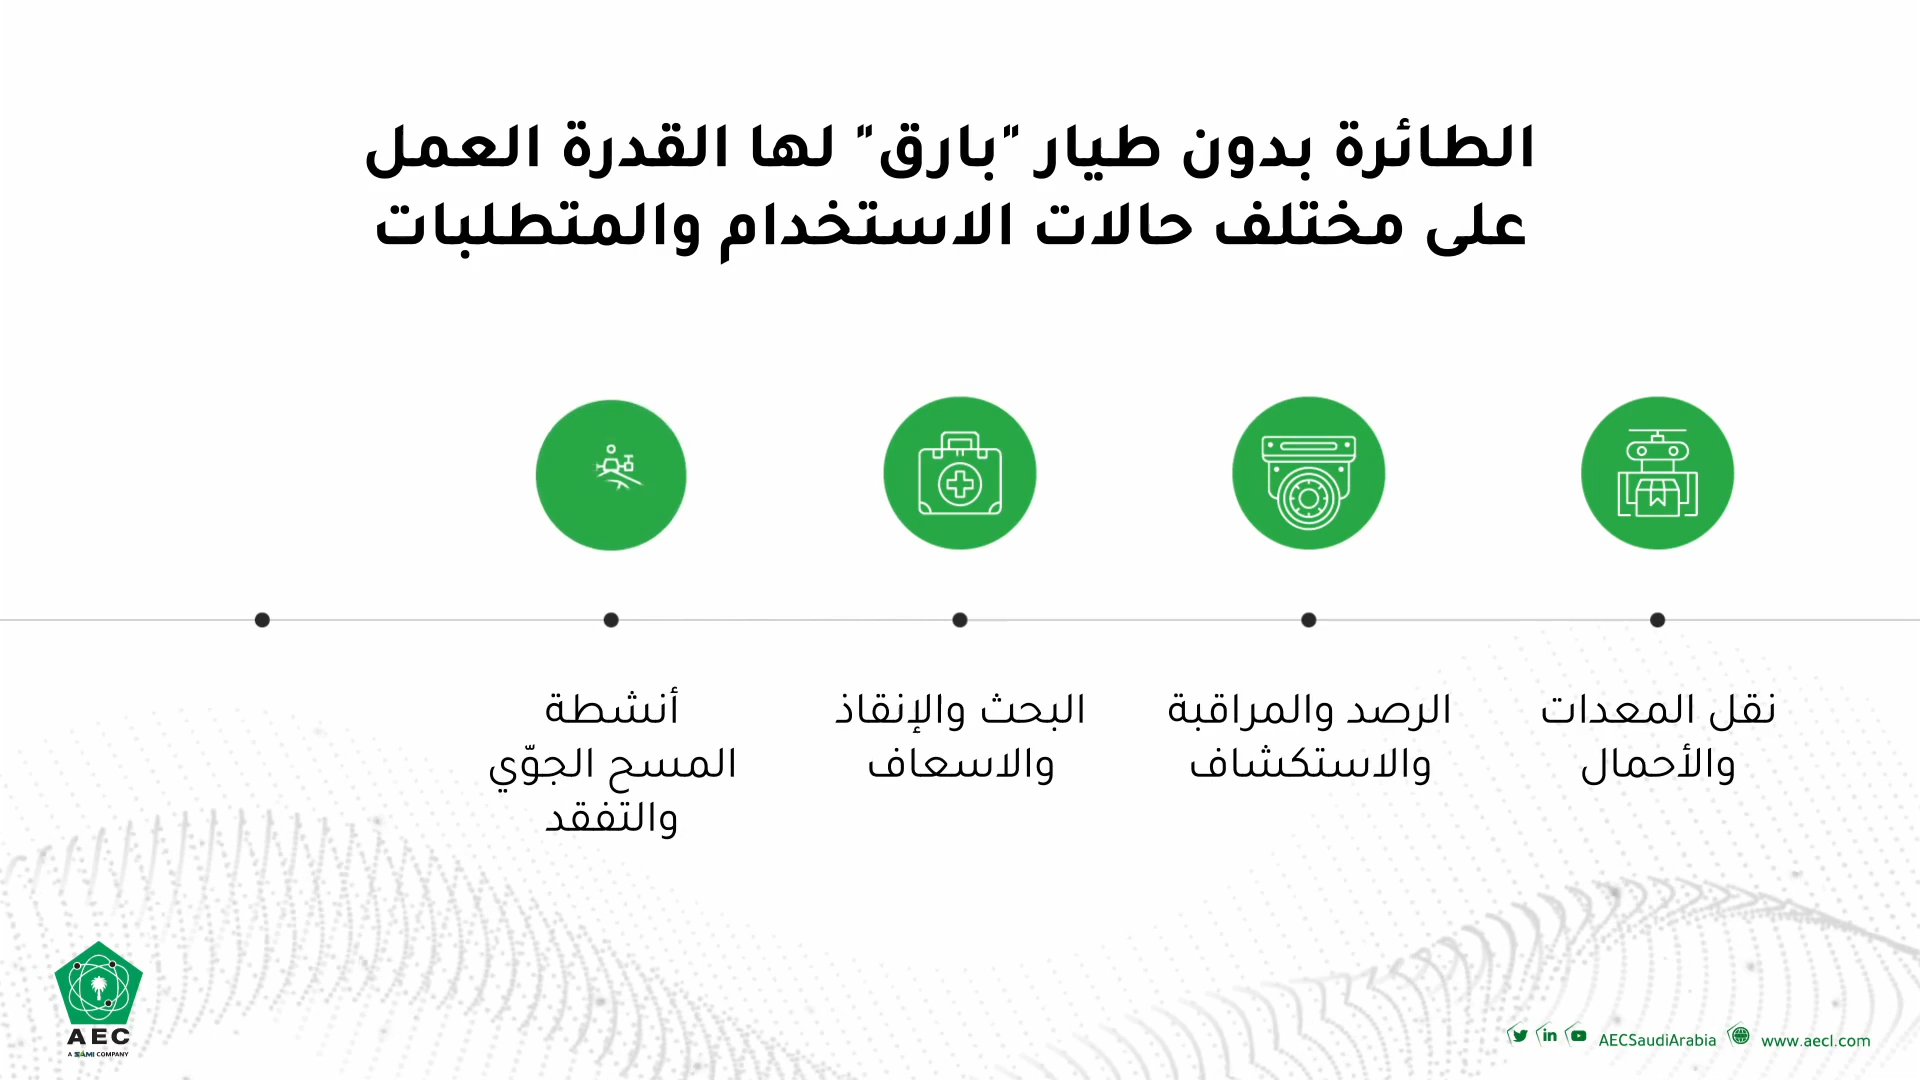 الطائرة بدون طيار "بارق" لها القدرة العمل
على مختلف حالات الاستخدام والمتطلبات
نقل المعدات
والأحمال
الرصد والمراقبة
والاستكشاف
البحث والإنقاذ
والاسعاف
أنشطة
المسح الجوّي
والتفقد
AEC
A SAMI COMPANY
AECSaudiArabia
www.aecl.com